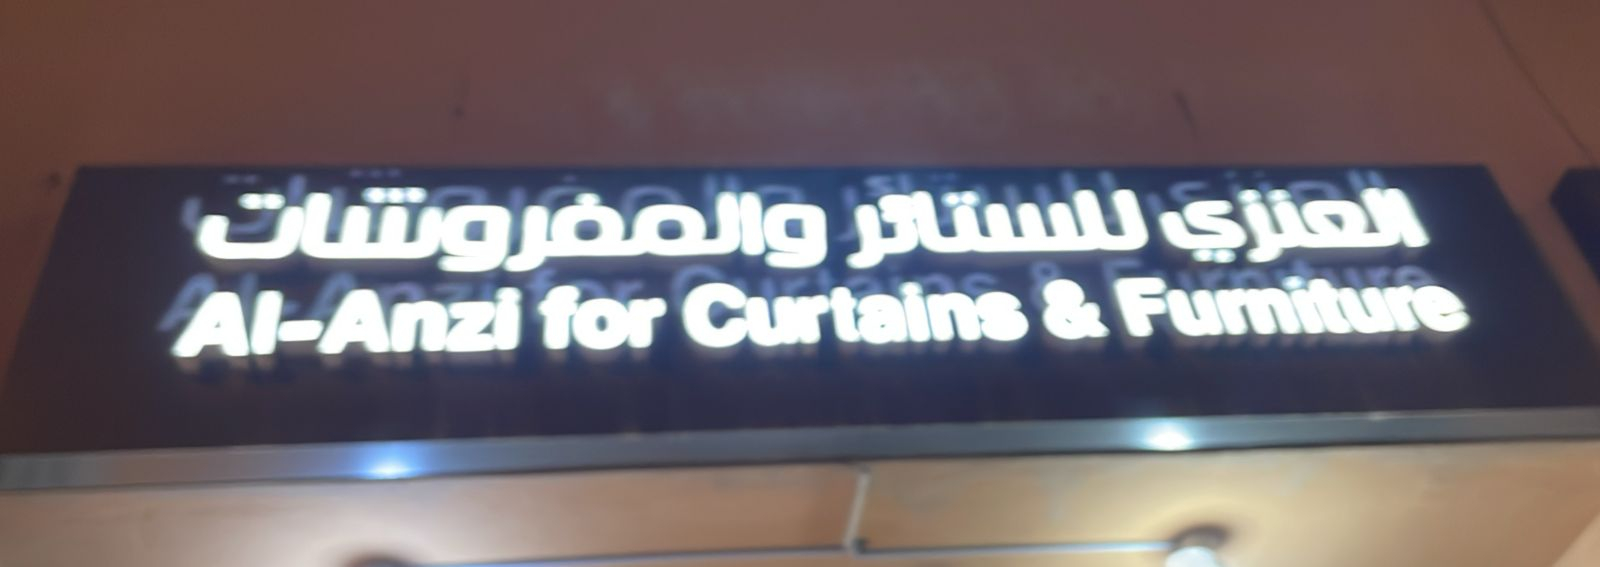 العنزي للستائر والمفروشات
Al-Anzi for Curtains & Furniture